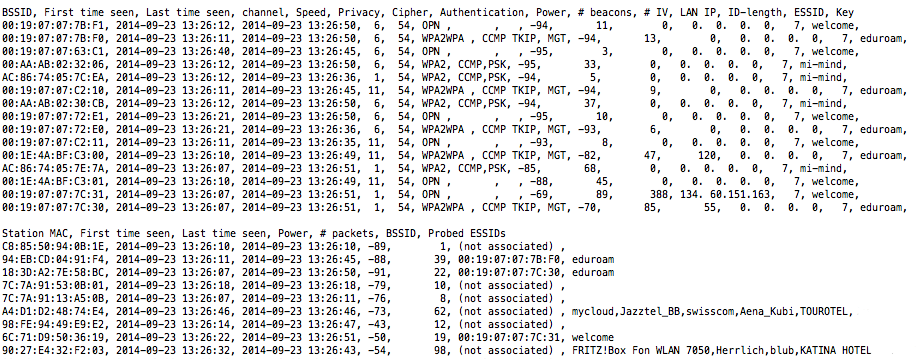 BSSID, First time seen, Last time seen, channel, Speed, Privacy, Cipher, Authentication, Power, # beacons, # IV, LAN IP, ID-length, ESSID, Key
00:19:07:07:7B:F1, 2014-09-23 13:26:12, 2014-09-23 13:26:50, 6, 54, OPN , , -94, 11, 0, 0. 0. 0. 0, 7, welcome,
00:19:07:07:7B:F0, 2014-09-23 13:26:11, 2014-09-23 13:26:50, 6, 54, WPA2WPA , CCMP TKIP, MGT, -94, 13, 0, 0. 0. 0. 0, 7, eduroam,
00:19:07:07:63:C1, 2014-09-23 13:26:40, 2014-09-23 13:26:45, 6, 54, OPN , , , -95, 3, 0, 0. 0. 0. 0, 7, welcome,
00:AA:AB:02:32:06, 2014-09-23 13:26:12, 2014-09-23 13:26:50, 6, 54, WPA2, CCMP,PSK, -95, 33, 0, 0. 0. 0. 0, 7, mi-mind,
AC:86:74:05:7C:EA, 2014-09-23 13:26:12, 2014-09-23 13:26:36, 1, 54, WPA2, CCMP,PSK, -94, 5, 0, 0. 0. 0. 0, 7, mi-mind,
00:19:07:07:C2:10, 2014-09-23 13:26:11, 2014-09-23 13:26:45, 11, 54, WPA2WPA , CCMP TKIP, MGT, -94, 9, 0, 0. 0. 0. 0, 7, eduroam,
00:AA:AB:02:30:CB, 2014-09-23 13:26:12, 2014-09-23 13:26:50, 6, 54, WPA2, CCMP,PSK, -94, 37, 0, 0. 0. 0. 0, 7, mi-mind,
00:19:07:07:72:E1, 2014-09-23 13:26:21, 2014-09-23 13:26:50, 6, 54, OPN , , , -95, 10, 0, 0. 0. 0. 0, 7, welcome,
00:19:07:07:72:E0, 2014-09-23 13:26:21, 2014-09-23 13:26:36, 6, 54, WPA2WPA , CCMP TKIP, MGT, -93, 6, 0, 0. 0. 0. 0, 7, eduroam,
00:19:07:07:C2:11, 2014-09-23 13:26:11, 2014-09-23 13:26:35, 11, 54, OPN , , , -93, 8, 0, 0. 0. 0. 0, 7, welcome,
00:1E:4A:BF:C3:00, 2014-09-23 13:26:10, 2014-09-23 13:26:49, 11, 54, WPA2WPA , CCMP TKIP, MGT, -82, 47, 120, 0. 0. 0. 0, 7, eduroam,
AC:86:74:05:7E:7A, 2014-09-23 13:26:07, 2014-09-23 13:26:51, 1, 54, WPA2, CCMP,PSK, -85, 68, 0, 0. 0. 0. 0, 7, mi-mind,
00:1E:4A:BF:C3:01, 2014-09-23 13:26:10, 2014-09-23 13:26:49, 11, 54, OPN , , , -88, 45, 0, 0. 0. 0. 0, 7, welcome,
00:19:07:07:7C:31, 2014-09-23 13:26:07, 2014-09-23 13:26:51, 1, 54, OPN , , , -69, 89, 388, 134. 60.151.163, 7, welcome,
00:19:07:07:7C:30, 2014-09-23 13:26:07, 2014-09-23 13:26:51, 1, 54, WPA2WPA , CCMP TKIP, MGT, -70, 85, 55, 0. 0. 0. 0, 7, eduroam,
Station MAC, First time seen, Last time seen, Power, # packets, BSSID, Probed ESSIDs
C8:85:50:94:0B:1E, 2014-09-23 13:26:10, 2014-09-23 13:26:10, -89, 1, (not associated) ,
94:EB:CD:04:91:F4, 2014-09-23 13:26:11, 2014-09-23 13:26:45, -88, 39, 00:19:07:07:7B:F0, eduroam
18:3D:A2:7E:58:BC, 2014-09-23 13:26:07, 2014-09-23 13:26:50, -91, 22, 00:19:07:07:7C:30, eduroam
7C:7A:91:53:0B:01, 2014-09-23 13:26:18, 2014-09-23 13:26:18, -79, 10, (not associated) ,
7C:7A:91:13:A5:0B, 2014-09-23 13:26:07, 2014-09-23 13:26:11, -76, 8, (not associated) ,
A4:D1:D2:48:74:E4, 2014-09-23 13:26:46, 2014-09-23 13:26:46, -73, 62, (not associated) , mycloud,Jazztel_BB,swisscom,Aena_Kubi,TOUROTEL,
98:FE:94:49:E9:E2, 2014-09-23 13:26:14, 2014-09-23 13:26:47, -43, 12, (not associated) ,
6C:71:D9:50:36:19, 2014-09-23 13:26:22, 2014-09-23 13:26:51, -50, 19, 00:19:07:07:7C:31, welcome
90:27:E4:32:F2:03, 2014-09-23 13:26:32, 2014-09-23 13:26:43, -54, 98, (not associated) , FRITZ!Box Fon WLAN 7050,Herrlich,blub,KATINA HOTEL